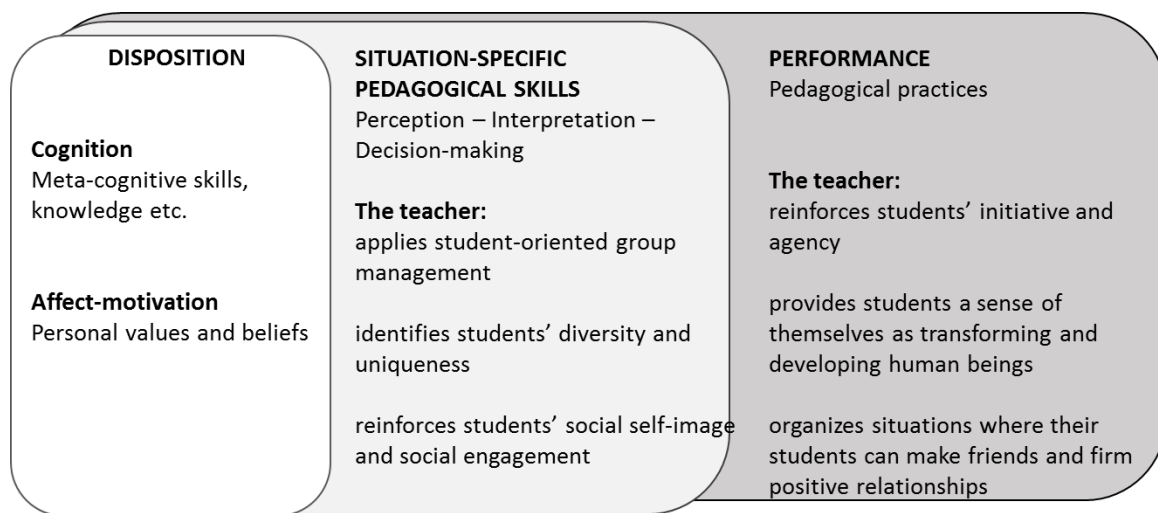 DISPOSITION
Cognition
Meta-cognitive skills,
knowledge etc.
Affect-motivation
Personal values and beliefs
SITUATION-SPECIFIC
PEDAGOGICAL SKILLS
Perception – Interpretation –
Decision-making
The teacher:
applies student-oriented group
management
identifies students’ diversity and
uniqueness
reinforces students’ social self-image
and social engagement
PERFORMANCE
Pedagogical practices
The teacher:
reinforces students’ initiative and
agency
provides students a sense of
themselves as transforming and
developing human beings
organizes situations where their
students can make friends and firm
positive relationships